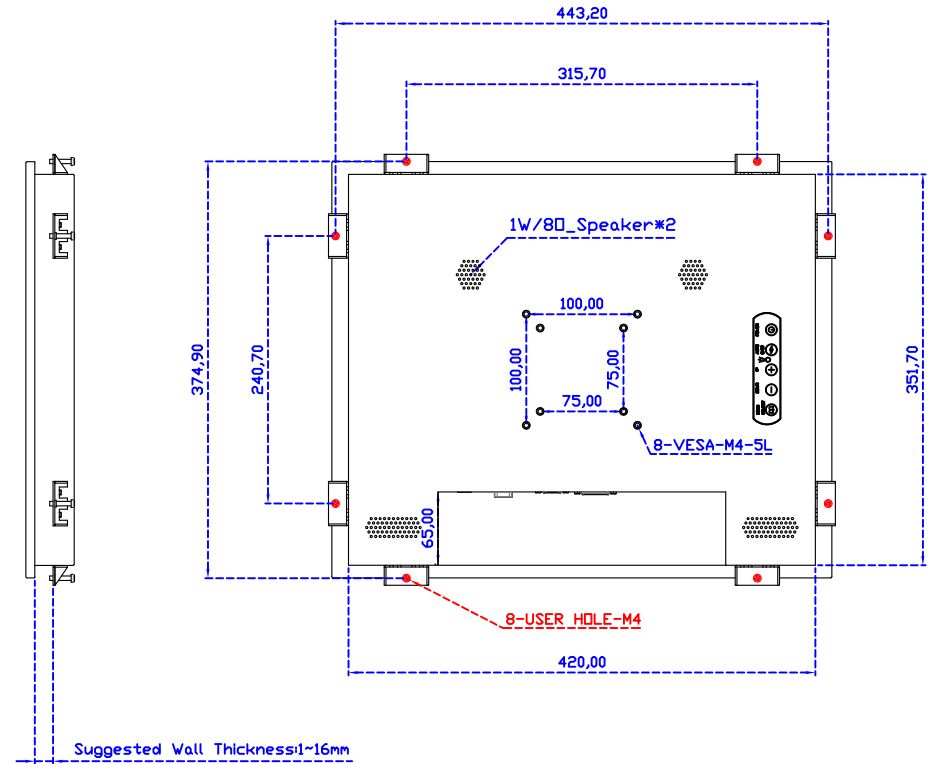 443,20
315,70
1W/8Ω_Speaker*2
100,00
374,90
240,70
100,00
75,00
351,70
75,00
8-VESA-M4-5L
65,00
8-USER HOLE-M4
420,00
Suggested Wall Thickness:1~16mm